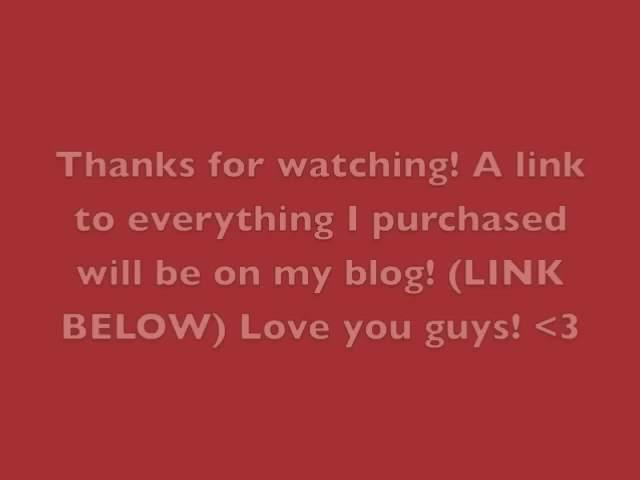 Thanks for watching! A link
to everything I purchased
will be on my blog! (LINK
BELOW) Love you guys! <3